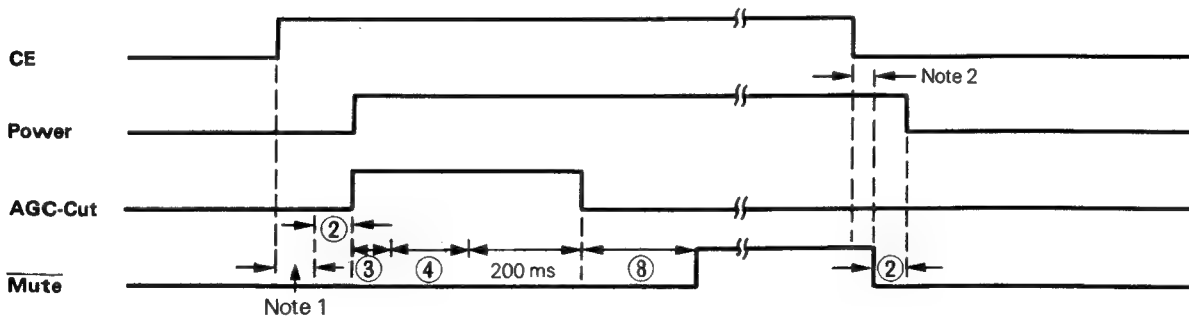 CE
Note 2
Power
AGC-Cut
②
③
④
200 ms
⑧
②
Mute
Note 1